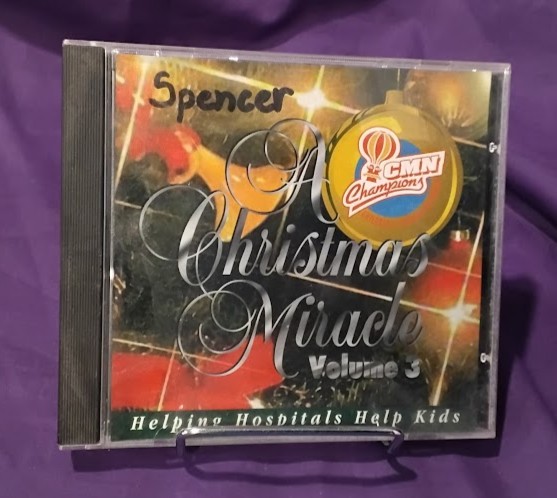 Spencer
CMN
Champions
A
Christmas
Miracle
Volume 3
Helping Hospitals Help Kids